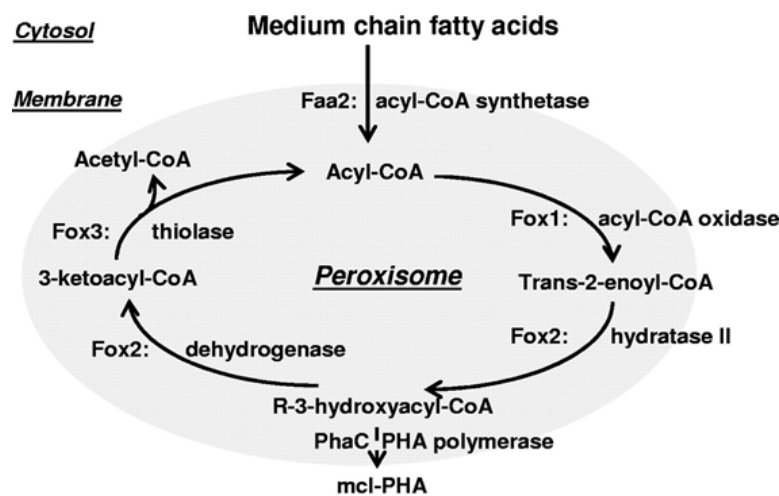 Cytosol
Medium chain fatty acids
Membrane
Faa2: acyl-CoA synthetase
Acetyl-CoA
Acyl-CoA
Fox3: thiolase
Fox1: acyl-CoA oxidase
3-ketoacyl-CoA
Peroxisome
Trans-2-enoyl-CoA
Fox2: dehydrogenase
Fox2: hydratase II
R-3-hydroxyacyl-CoA
PhaC PHA polymerase
mcl-PHA